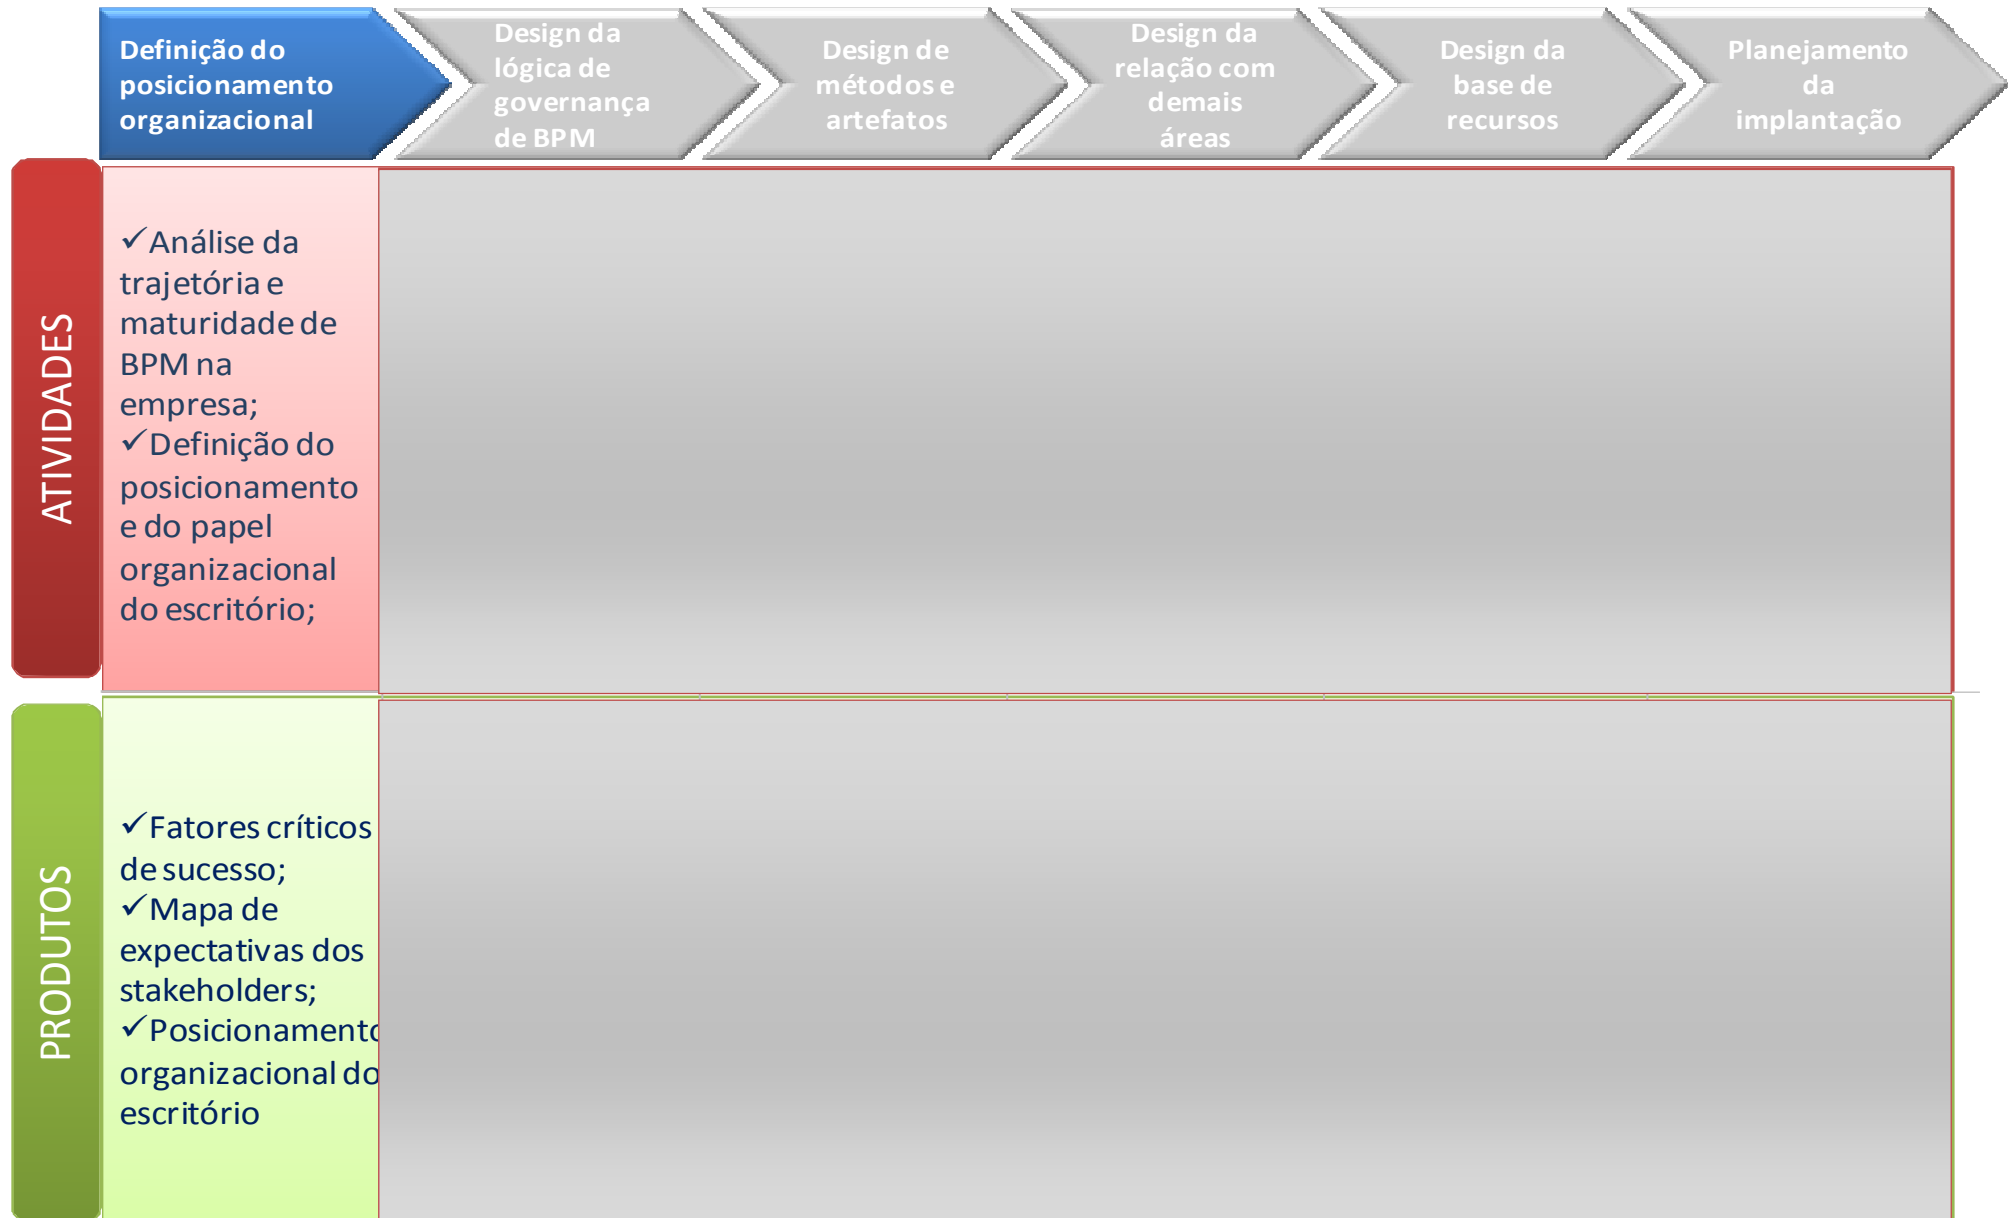 Definição do
posicionamento
organizacional
Design da
lógica de
governança
de BPM
Design de
métodos e
artefatos
Design da
relação com
demais
áreas
Design da
base de
recursos
Planejamento
da
implantação
ATIVIDADES
✓Análise da
trajetória e
maturidade de
BPM na
empresa;
✓Definição do
posicionamento
e do papel
organizacional
do escritório;
PRODUTOS
✓Fatores críticos
de sucesso;
✓Mapa de
expectativas dos
stakeholders;
✓Posicionamento
organizacional do
escritório